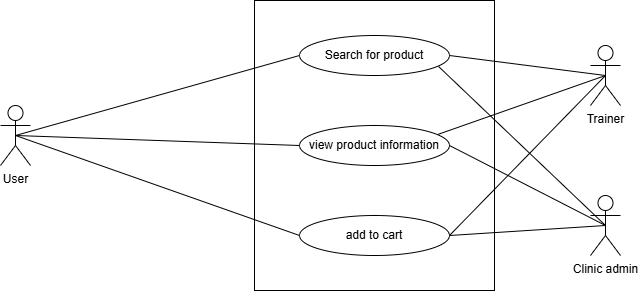 Search for product
Trainer
view product information
User
add to cart
Clinic admin